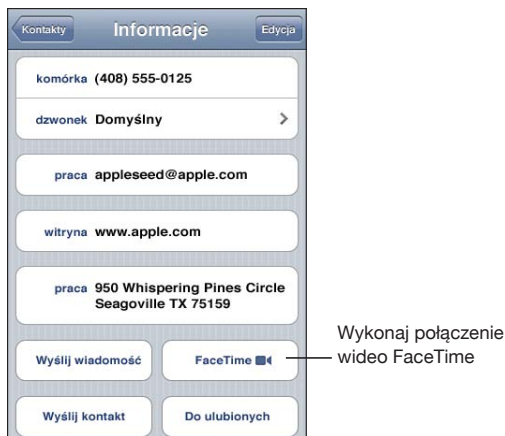 Kontakty Informacje Edycja
komórka (408) 555-0125
dzwonek Domyślny
praca appleseed@apple.com
witryna www.apple.com
praca 950 Whispering Pines Circle
Seagoville TX 75159
Wyślij wiadomość FaceTime
Wyślij kontakt Do ulubionych
Wykonaj połączenie
wideo FaceTime